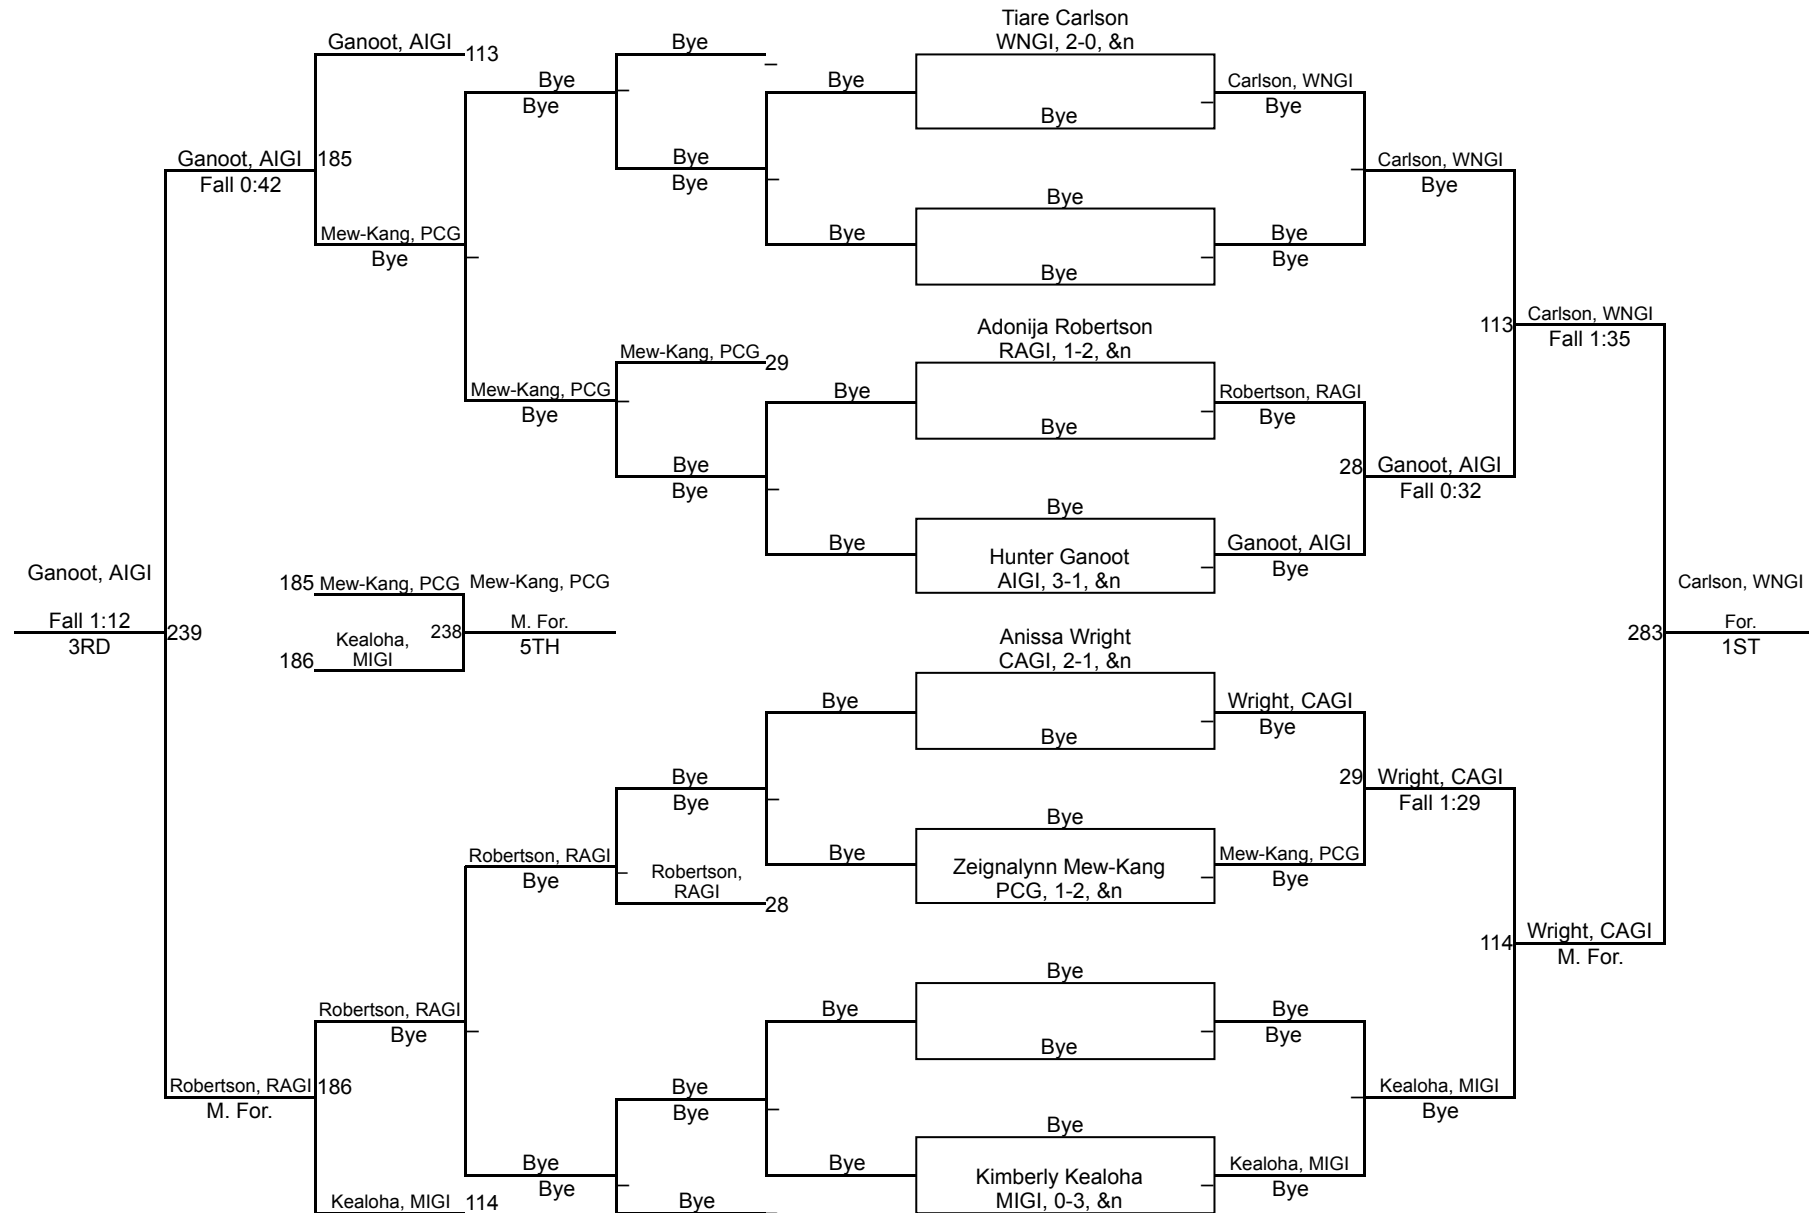 Tiare Carlson
WNGI, 2-0, &n
Ganoot, AIGI
113
Bye
Bye
Bye
Bye
Carlson, WNGI
Bye
Bye
Ganoot, AIGI
185
Fall 0:42
Bye
Bye
Carlson, WNGI
Bye
Bye
Mew-Kang, PCG
Bye
Bye
Bye
Bye
Bye
Bye
Adonija Robertson
RAGI, 1-2, &n
113
Carlson, WNGI
Fall 1:35
Mew-Kang, PCG
29
Mew-Kang, PCG
Bye
Bye
Robertson, RAGI
Bye
Bye
Bye
Bye
28
Ganoot, AIGI
Fall 0:32
Bye
Bye
Hunter Ganoot
AIGI, 3-1, &n
Ganoot, AIGI
Bye
Ganoot, AIGI
Fall 1:12
3RD
239
185
Mew-Kang, PCG
Mew-Kang, PCG
Kealoha,
MIGI
186
238
M. For.
5TH
Carlson, WNGI
283
For.
1ST
Anissa Wright
CAGI, 2-1, &n
Bye
Bye
Wright, CAGI
Bye
Bye
Bye
29
Wright, CAGI
Fall 1:29
Bye
Robertson, RAGI
Bye
Robertson,
RAGI
28
Bye
Zeignalynn Mew-Kang
PCG, 1-2, &n
Mew-Kang, PCG
Bye
114
Wright, CAGI
M. For.
Bye
Robertson, RAGI
Bye
Bye
Bye
Bye
Bye
Robertson, RAGI
186
M. For.
Bye
Bye
Kealoha, MIGI
Bye
Bye
Bye
Bye
Bye
Kimberly Kealoha
MIGI, 0-3, &n
Kealoha, MIGI
Bye
Kealoha, MIGI
114
Bye